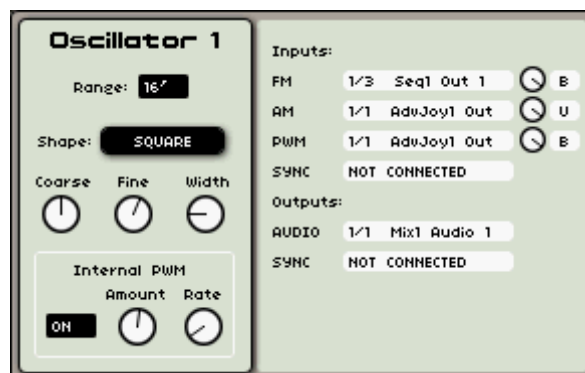 Oscillator 1
Range: 16'
Shape: SQUARE
Coarse Fine Width
Internal PWM
Amount Rate
ON
Inputs:
FM 1/3 Seq1 Out 1 B
AM 1/1 AdvJoy1 Out U
PWM 1/1 AdvJoy1 Out B
SYNC NOT CONNECTED
Outputs:
AUDIO 1/1 Mix1 Audio 1
SYNC NOT CONNECTED